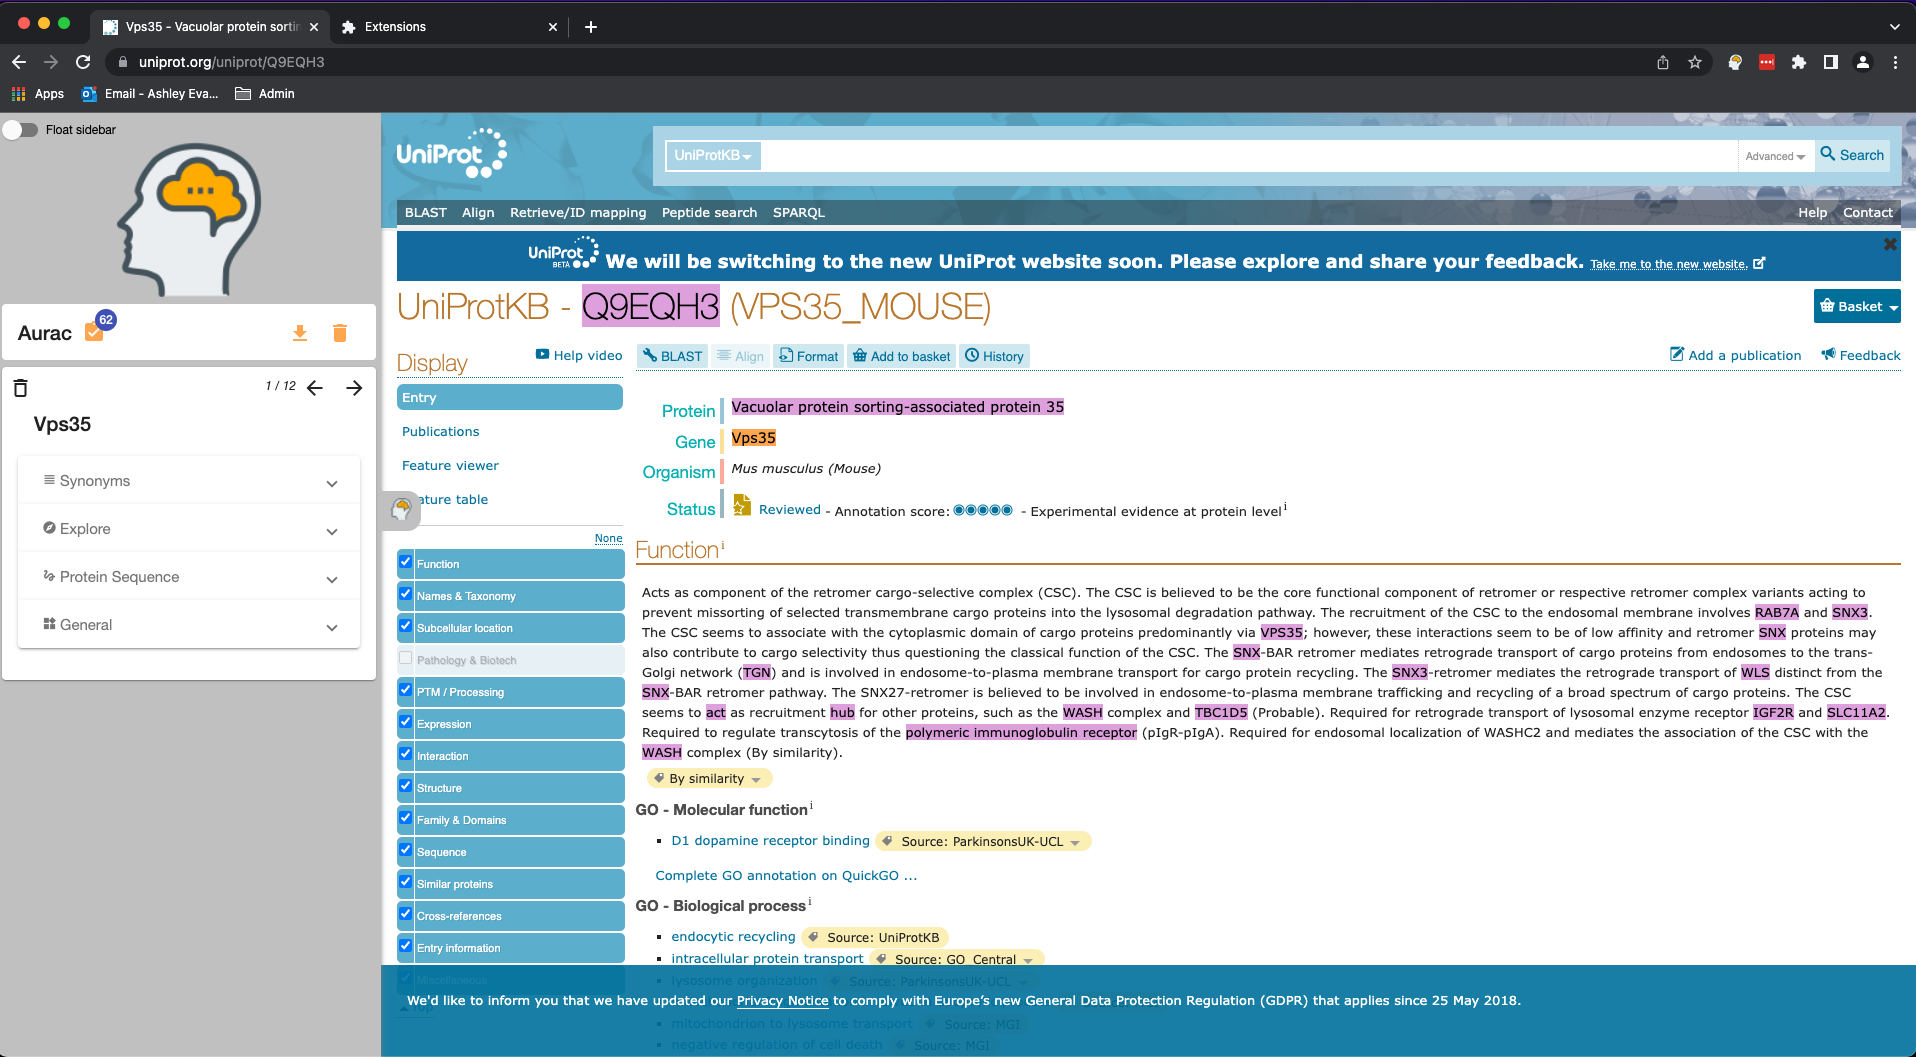 Vps35 - Vacuolar protein sortin
Extensions
uniprot.org/uniprot/Q9EQH3
Apps
Email - Ashley Eva...
Admin
Float sidebar
Aurac
62
1 / 12
Vps35
Synonyms
Explore
Protein Sequence
General
UniProt
UniProtKB
Advanced
Search
BLAST Align Retrieve/ID mapping Peptide search SPARQL
Help Contact
UniProt BETA We will be switching to the new UniProt website soon. Please explore and share your feedback. Take me to the new website.
UniProtKB - Q9EQH3 (VPS35_MOUSE)
Basket
Display
Help video
BLAST Align Format Add to basket History
Add a publication Feedback
Entry
Publications
Feature viewer
ature table
None
Function
Names & Taxonomy
Subcellular location
Pathology & Biotech
PTM / Processing
Expression
Interaction
Structure
Family & Domains
Sequence
Similar proteins
Cross-references
Entry information
Miscellaneous
Top
Protein Vacuolar protein sorting-associated protein 35
Gene Vps35
Organism Mus musculus (Mouse)
Status Reviewed - Annotation score: - Experimental evidence at protein level i
Function i
Acts as component of the retromer cargo-selective complex (CSC). The CSC is believed to be the core functional component of retromer or respective retromer complex variants acting to
prevent missorting of selected transmembrane cargo proteins into the lysosomal degradation pathway. The recruitment of the CSC to the endosomal membrane involves RAB7A and SNX3.
The CSC seems to associate with the cytoplasmic domain of cargo proteins predominantly via VPS35; however, these interactions seem to be of low affinity and retromer SNX proteins may
also contribute to cargo selectivity thus questioning the classical function of the CSC. The SNX-BAR retromer mediates retrograde transport of cargo proteins from endosomes to the trans-
Golgi network (TGN) and is involved in endosome-to-plasma membrane transport for cargo protein recycling. The SNX3-retromer mediates the retrograde transport of WLS distinct from the
SNX-BAR retromer pathway. The SNX27-retromer is believed to be involved in endosome-to-plasma membrane trafficking and recycling of a broad spectrum of cargo proteins. The CSC
seems to act as recruitment hub for other proteins, such as the WASH complex and TBC1D5 (Probable). Required for retrograde transport of lysosomal enzyme receptor IGF2R and SLC11A2.
Required to regulate transcytosis of the polymeric immunoglobulin receptor (pIgR-pIgA). Required for endosomal localization of WASHC2 and mediates the association of the CSC with the
WASH complex (By similarity).
By similarity
GO - Molecular function i
D1 dopamine receptor binding Source: ParkinsonsUK-UCL
Complete GO annotation on QuickGO ...
GO - Biological process i
endocytic recycling Source: UniProtKB
intracellular protein transport Source: GO_Central
lysosome organization Source: ParkinsonsUK-UCL
We'd like to inform you that we have updated our Privacy Notice to comply with Europe's new General Data Protection Regulation (GDPR) that applies since 25 May 2018.
mitochondrion to lysosome transport Source: MGI
negative regulation of cell death Source: MGI